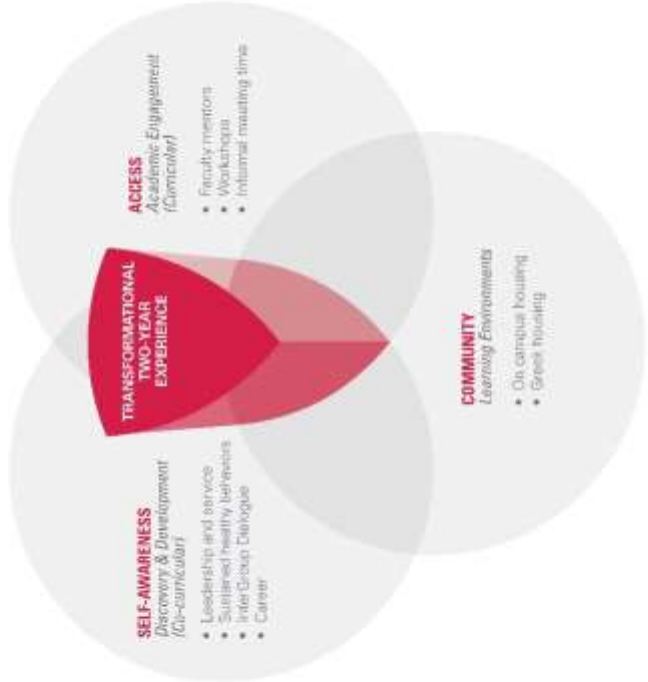 SELF-AWARENESS
Discovery & Development
(Co-curricular)
• Leadership and service
• Sustained healthy behaviors
• InterGroup Dialogue
• Career
TRANSFORMATIONAL
TWO-YEAR
EXPERIENCE
ACCESS
Academic Engagement
(Curricular)
• Faculty mentors
• Workshops
• Informal meeting time
COMMUNITY
Learning Environments
• On campus housing
• Greek housing